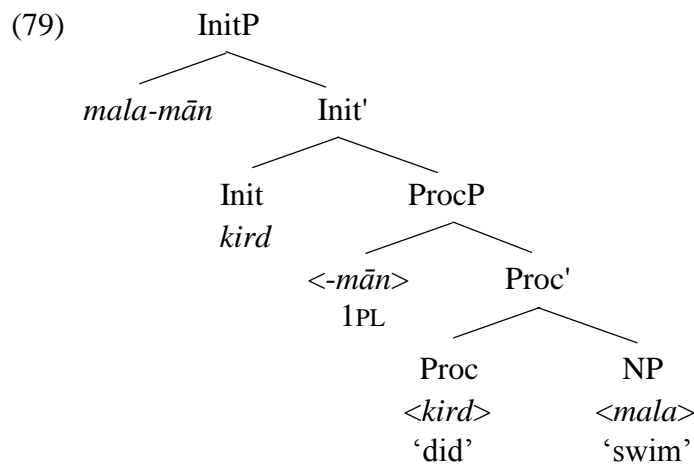 (79) InitP
mala-mān Init'
Init ProcP
kird
<-mān> Proc'
1PL
Proc NP
<kird> <mala>
‘did’ ‘swim’